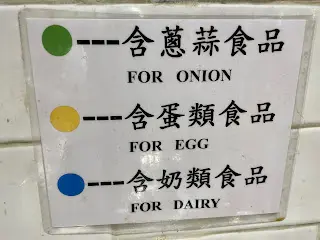 ---含蔥蒜食品
FOR ONION
---含蛋類食品
FOR EGG
---含奶類食品
FOR DAIRY